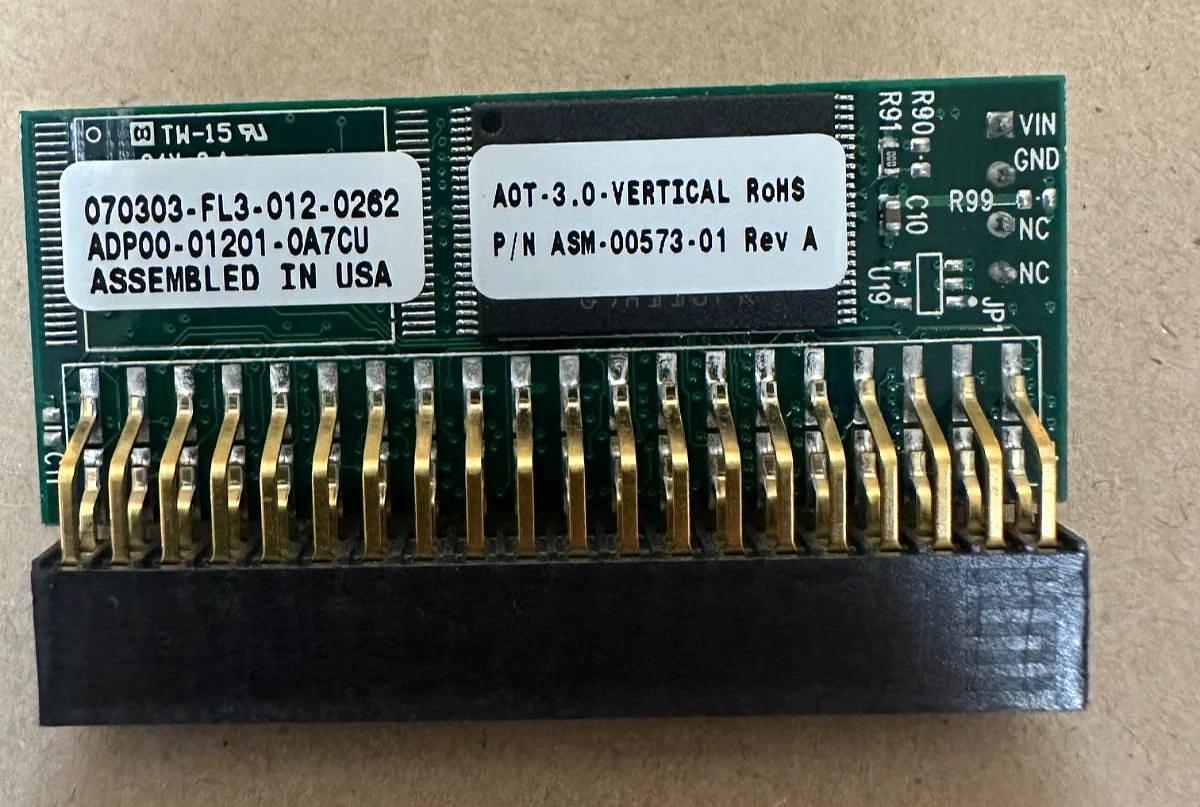 TW-15
070303-FL3-012-0262
ADP00-01201-0A7CU
ASSEMBLED IN USA
AOT-3.0-VERTICAL RoHS
P/N ASM-00573-01 Rev A
R91
R90
VIN
GND
R99
C10
NC
U19
NC
JP1
C11